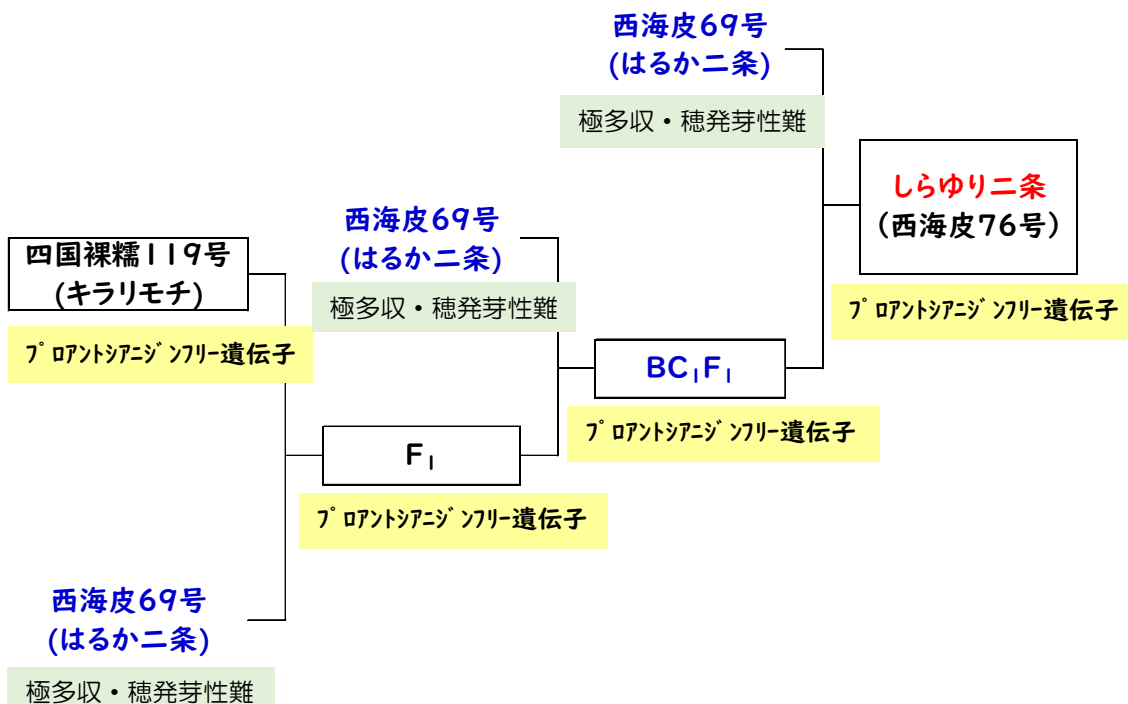 西海皮69号
(はるか二条)
極多収・穂発芽性難
しらゆり二条
(西海皮76号)
プロアントシアニジンフリー遺伝子
西海皮69号
(はるか二条)
極多収・穂発芽性難
四国裸糯119号
(キラリモチ)
プロアントシアニジンフリー遺伝子
BC₁F₁
プロアントシアニジンフリー遺伝子
F₁
プロアントシアニジンフリー遺伝子
西海皮69号
(はるか二条)
極多収・穂発芽性難